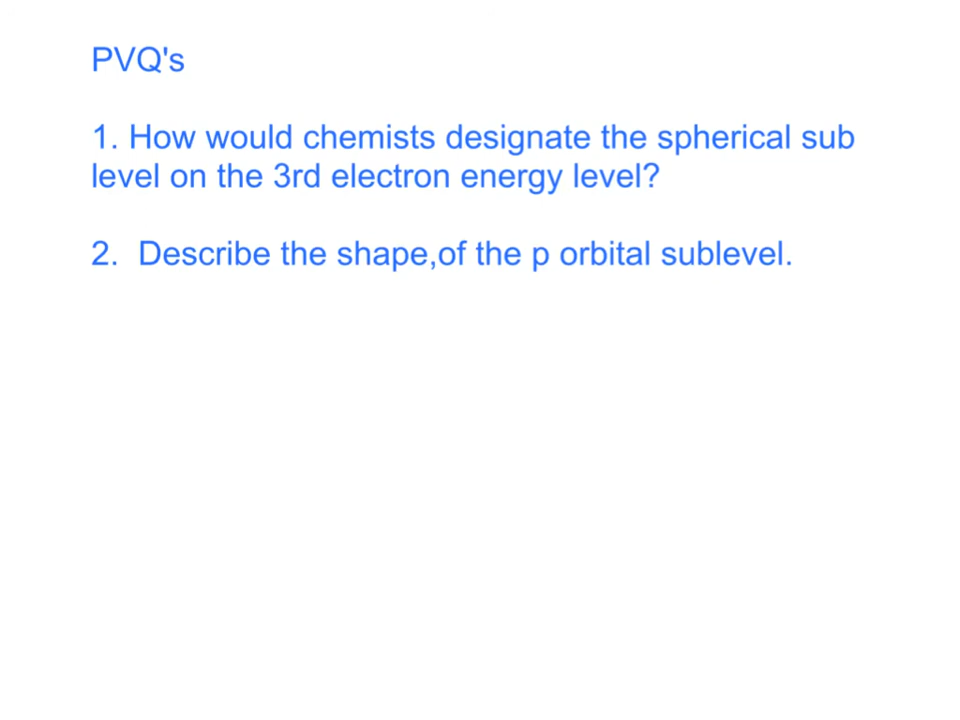 PVQ's
1. How would chemists designate the spherical sub
level on the 3rd electron energy level?
2.  Describe the shape,of the p orbital sublevel.